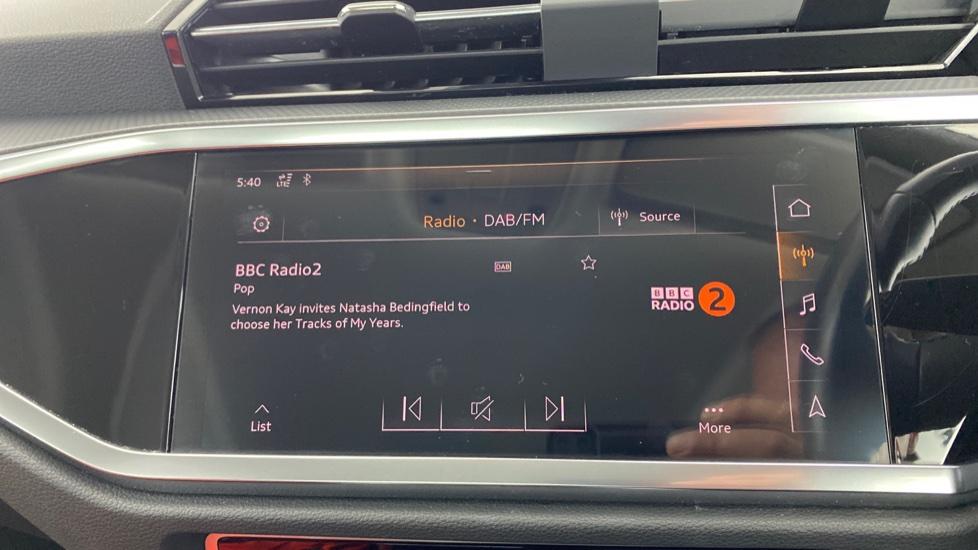 5:40 LTE
Radio · DAB/FM
Source
BBC Radio2
DAB
Pop
Vernon Kay invites Natasha Bedingfield to
choose her Tracks of My Years.
BBC
RADIO 2
List
More